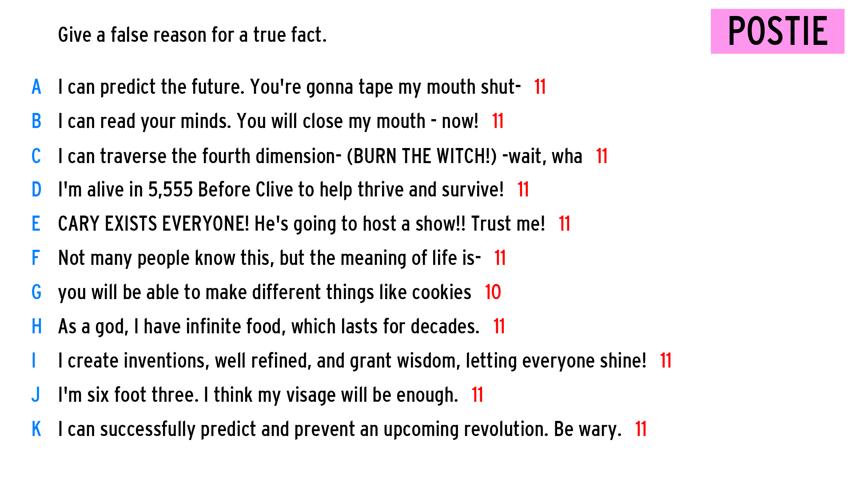 Give a false reason for a true fact.
POSTIE
A I can predict the future. You're gonna tape my mouth shut- 11
B I can read your minds. You will close my mouth - now! 11
C I can traverse the fourth dimension- (BURN THE WITCH!) -wait, wha 11
D I'm alive in 5,555 Before Clive to help thrive and survive! 11
E CARY EXISTS EVERYONE! He's going to host a show!! Trust me! 11
F Not many people know this, but the meaning of life is- 11
G you will be able to make different things like cookies 10
H As a god, I have infinite food, which lasts for decades. 11
I I create inventions, well refined, and grant wisdom, letting everyone shine! 11
J I'm six foot three. I think my visage will be enough. 11
K I can successfully predict and prevent an upcoming revolution. Be wary. 11